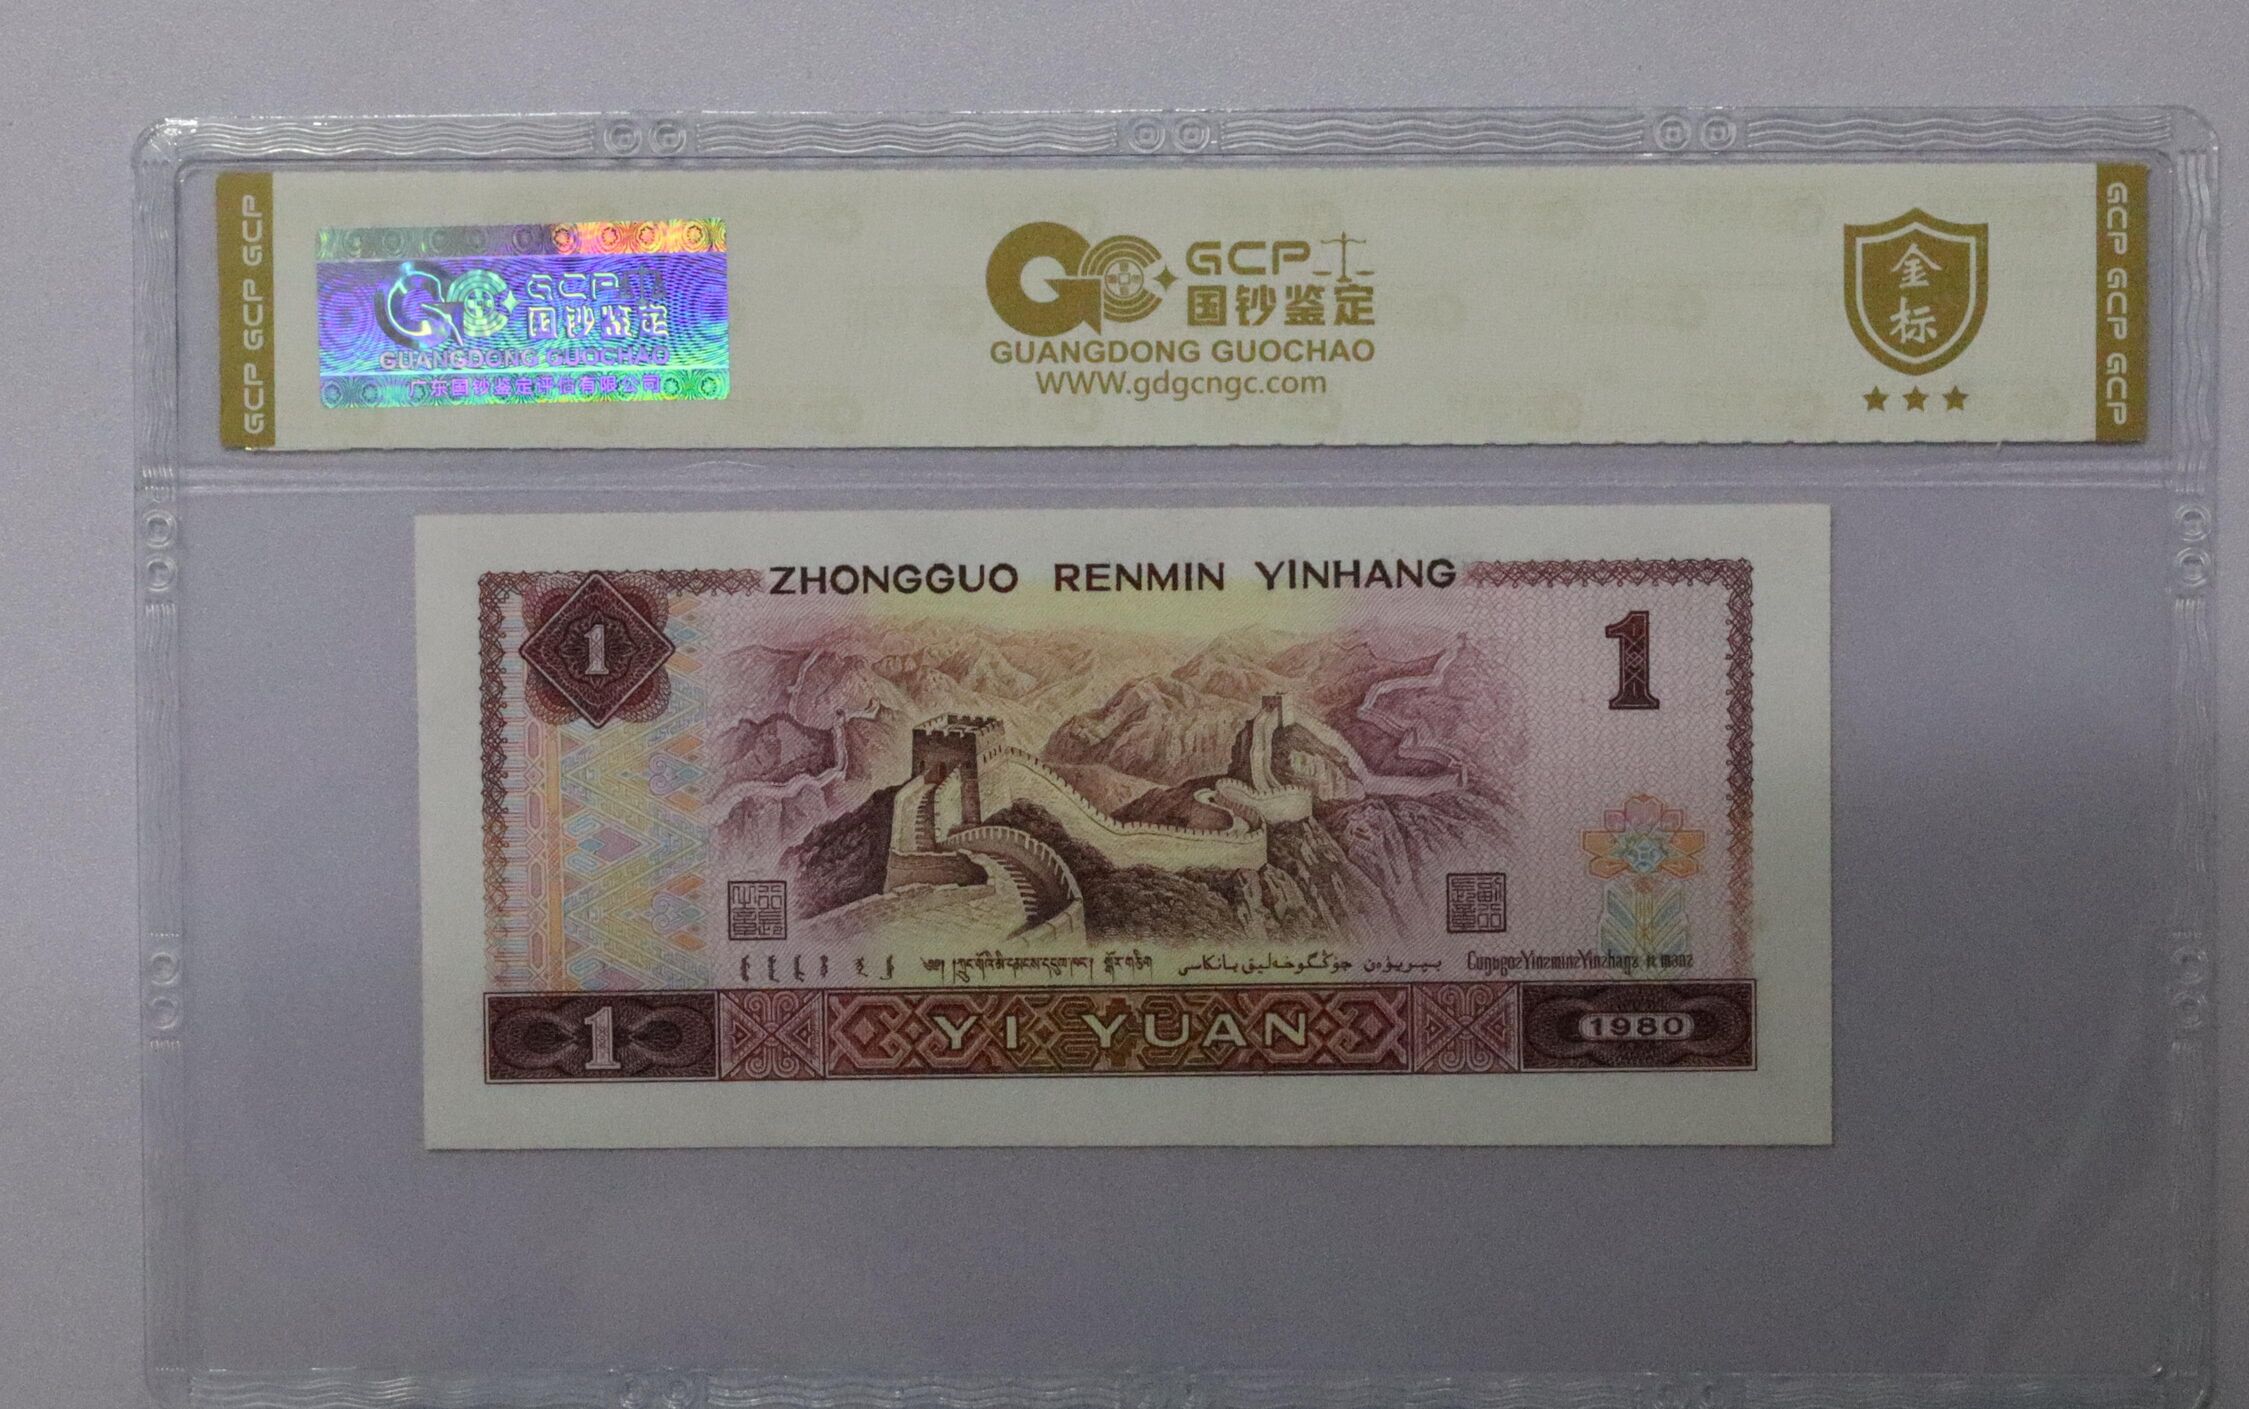 GCP GCP GCP
GCP
国钞鉴定
GUANGDONG GUOCHAO
广东国钞鉴定评估有限公司
GCP
国钞鉴定
GUANGDONG GUOCHAO
WWW.gdgcngc.com
金
标
GCP GCP GCP
ZHONGGUO RENMIN YINHANG
1
1
YI YUAN
1
1980